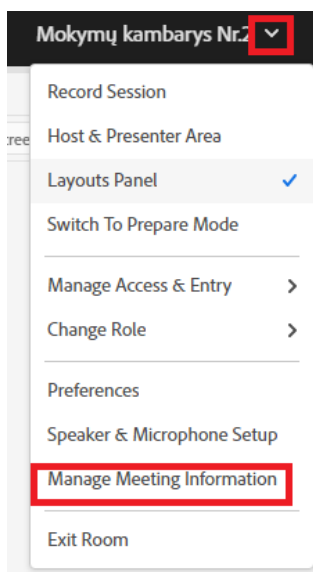 Mokymų kambarys Nr.2
Record Session
tree
Host & Presenter Area
Layouts Panel
Switch To Prepare Mode
Manage Access & Entry
Change Role
Preferences
Speaker & Microphone Setup
Manage Meeting Information
Exit Room